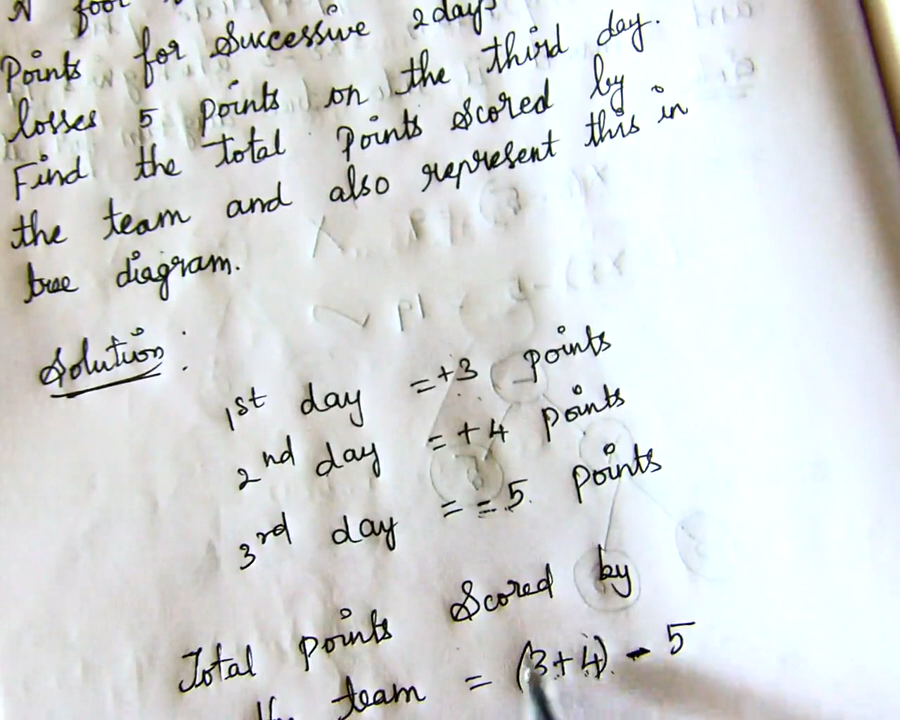 A foot
Points for Successive 2days
losses 5 points on the third day.
Find the total points scored by
the team and also represent this in
tree diagram.
Solution:
1st day = +3 points
2nd day = +4 points
3rd day = -5 points
Total points Scored by
team = (3+4) - 5